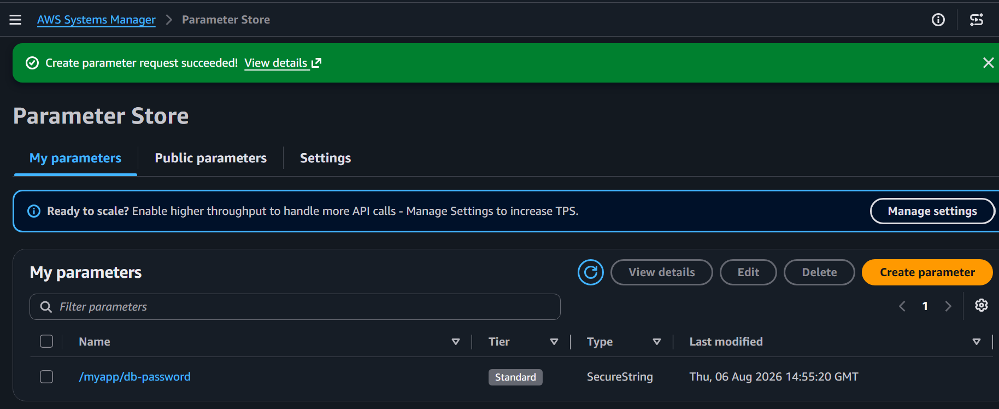 AWS Systems Manager > Parameter Store
Create parameter request succeeded! View details
Parameter Store
My parameters Public parameters Settings
Ready to scale? Enable higher throughput to handle more API calls - Manage Settings to increase TPS. Manage settings
My parameters View details Edit Delete Create parameter
Filter parameters 1
Name Tier Type Last modified
/myapp/db-password Standard SecureString Thu, 06 Aug 2026 14:55:20 GMT